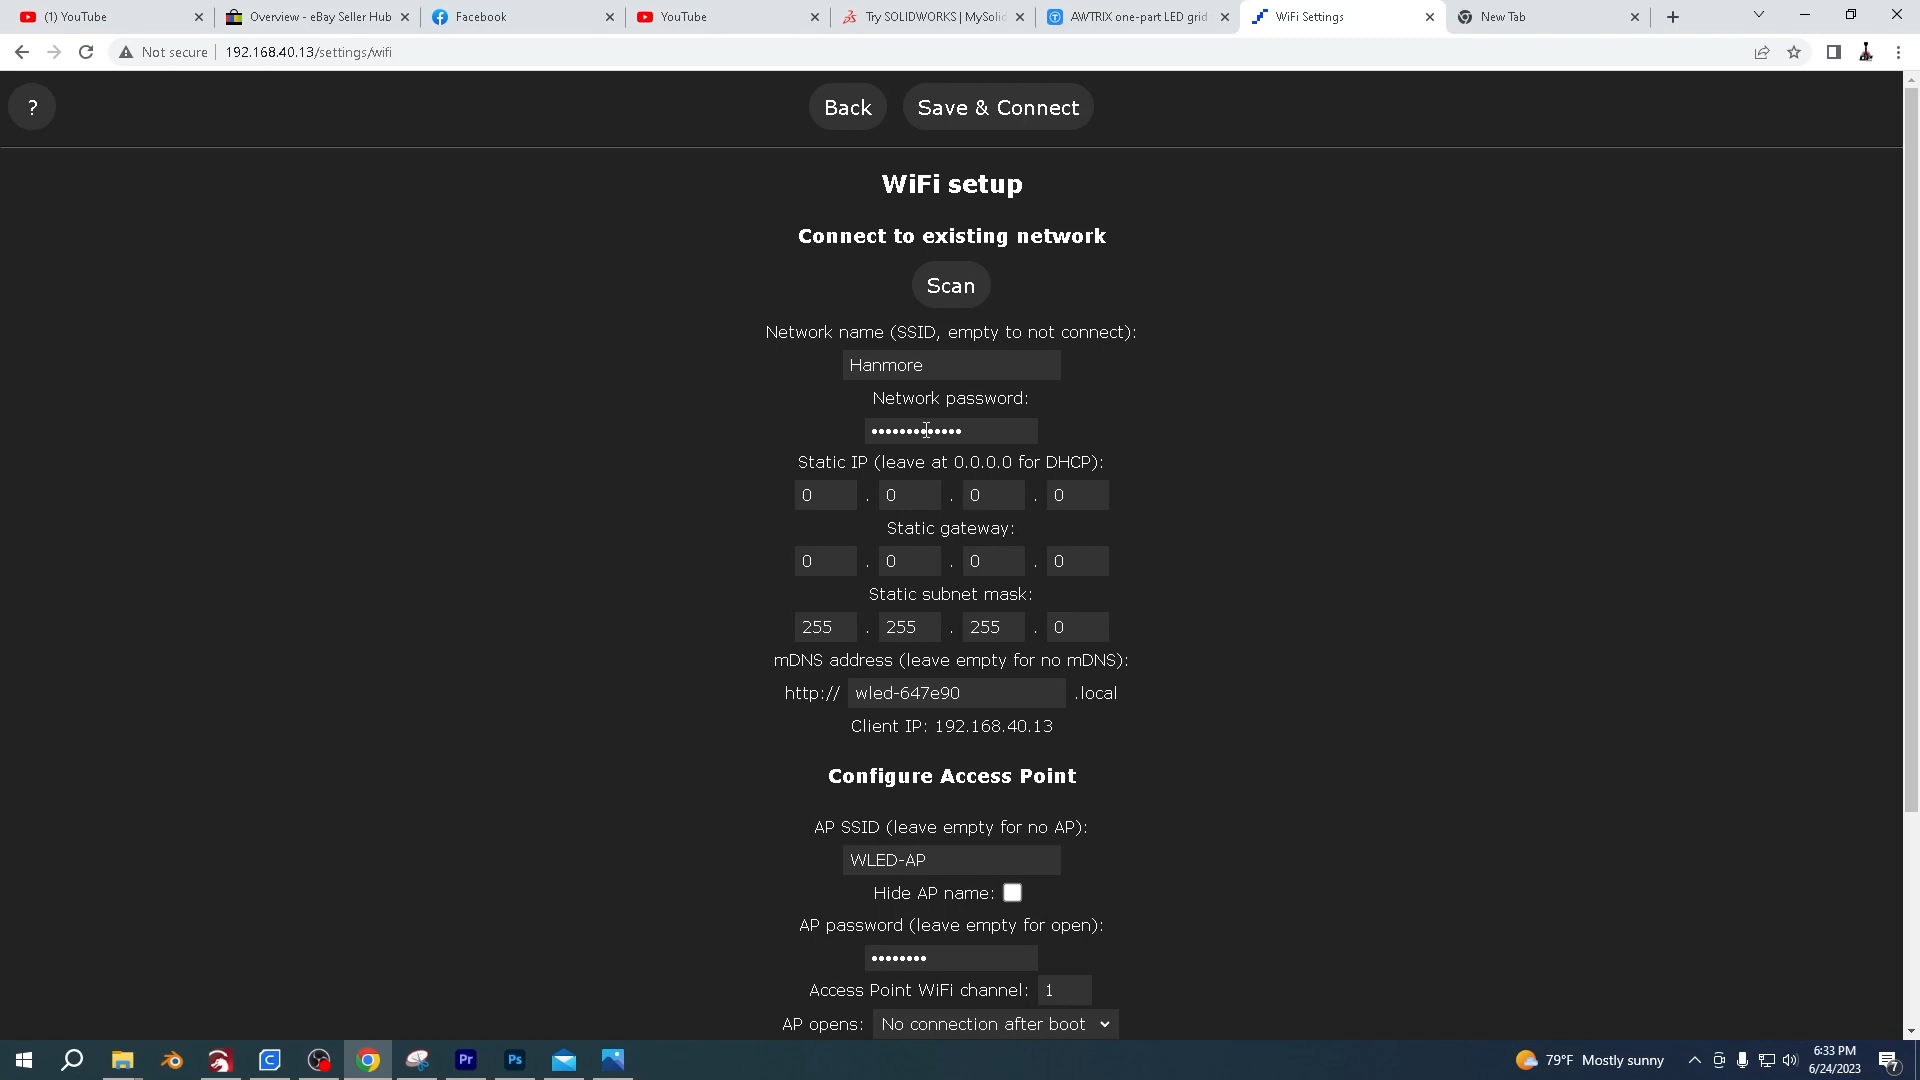 (1) YouTube
Overview - eBay Seller Hub
Facebook
YouTube
Try SOLIDWORKS | MySolid
AWTRIX one-part LED grid
WiFi Settings
New Tab
Not secure
192.168.40.13/settings/wifi
?
Back
Save & Connect
WiFi setup
Connect to existing network
Scan
Network name (SSID, empty to not connect):
Hanmore
Network password:
•••••••••••••
Static IP (leave at 0.0.0.0 for DHCP):
0 . 0 . 0 . 0
Static gateway:
0 . 0 . 0 . 0
Static subnet mask:
255 . 255 . 255 . 0
mDNS address (leave empty for no mDNS):
http:// wled-647e90 .local
Client IP: 192.168.40.13
Configure Access Point
AP SSID (leave empty for no AP):
WLED-AP
Hide AP name:
AP password (leave empty for open):
••••••••
Access Point WiFi channel: 1
AP opens: No connection after boot
Pr
Ps
79°F Mostly sunny
6:33 PM
6/24/2023
7